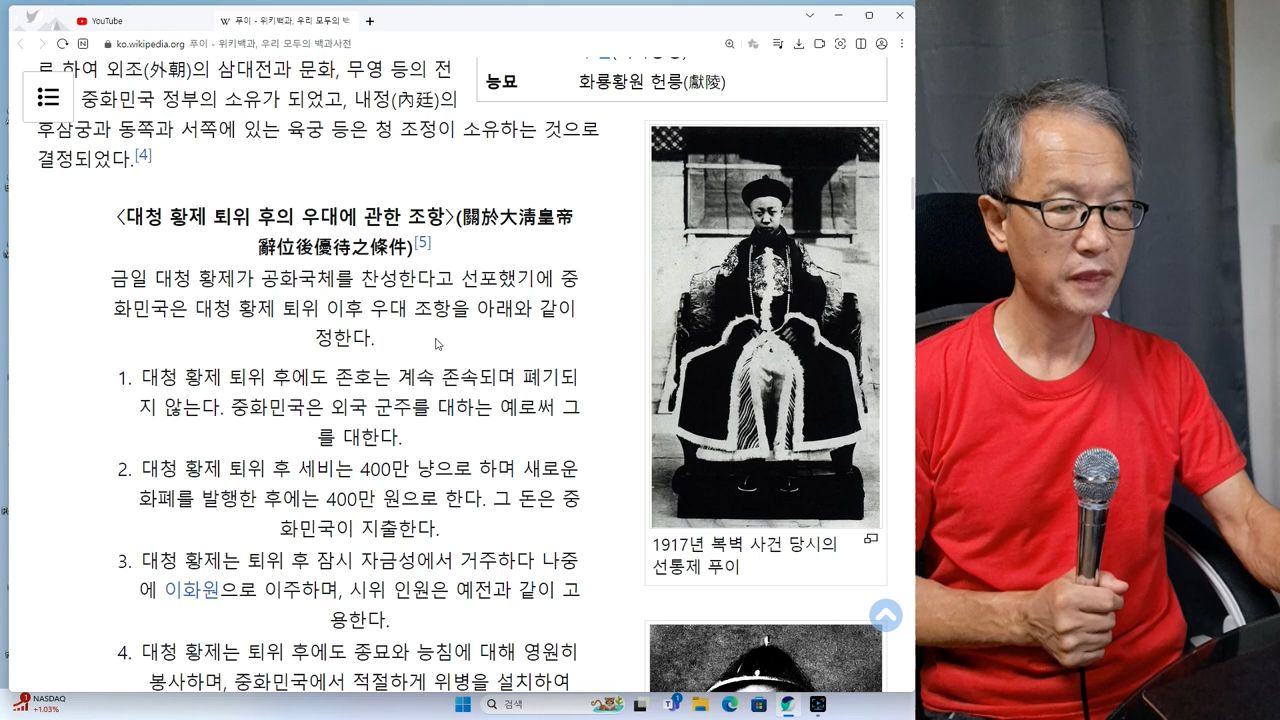 YouTube
푸이 - 위키백과, 우리 모두의 백
ko.wikipedia.org 푸이 - 위키백과, 우리 모두의 백과사전
로 하여 외조(外朝)의 삼대전과 문화, 무영 등의 전
중화민국 정부의 소유가 되었고, 내정(內廷)의
후삼궁과 동쪽과 서쪽에 있는 육궁 등은 청 조정이 소유하는 것으로
결정되었다.[4]
능묘 화룡황원 헌릉(獻陵)
〈대청 황제 퇴위 후의 우대에 관한 조항〉(關於大淸皇帝
辭位後優待之條件)[5]
금일 대청 황제가 공화국체를 찬성한다고 선포했기에 중
화민국은 대청 황제 퇴위 이후 우대 조항을 아래와 같이
정한다.
1. 대청 황제 퇴위 후에도 존호는 계속 존속되며 폐기되
지 않는다. 중화민국은 외국 군주를 대하는 예로써 그
를 대한다.
2. 대청 황제 퇴위 후 세비는 400만 냥으로 하며 새로운
화폐를 발행한 후에는 400만 원으로 한다. 그 돈은 중
화민국이 지출한다.
3. 대청 황제는 퇴위 후 잠시 자금성에서 거주하다 나중
에 이화원으로 이주하며, 시위 인원은 예전과 같이 고
용한다.
4. 대청 황제는 퇴위 후에도 종묘와 능침에 대해 영원히
봉사하며, 중화민국에서 적절하게 위병을 설치하여
1917년 복벽 사건 당시의
선통제 푸이
NASDAQ
+1.03%
검색